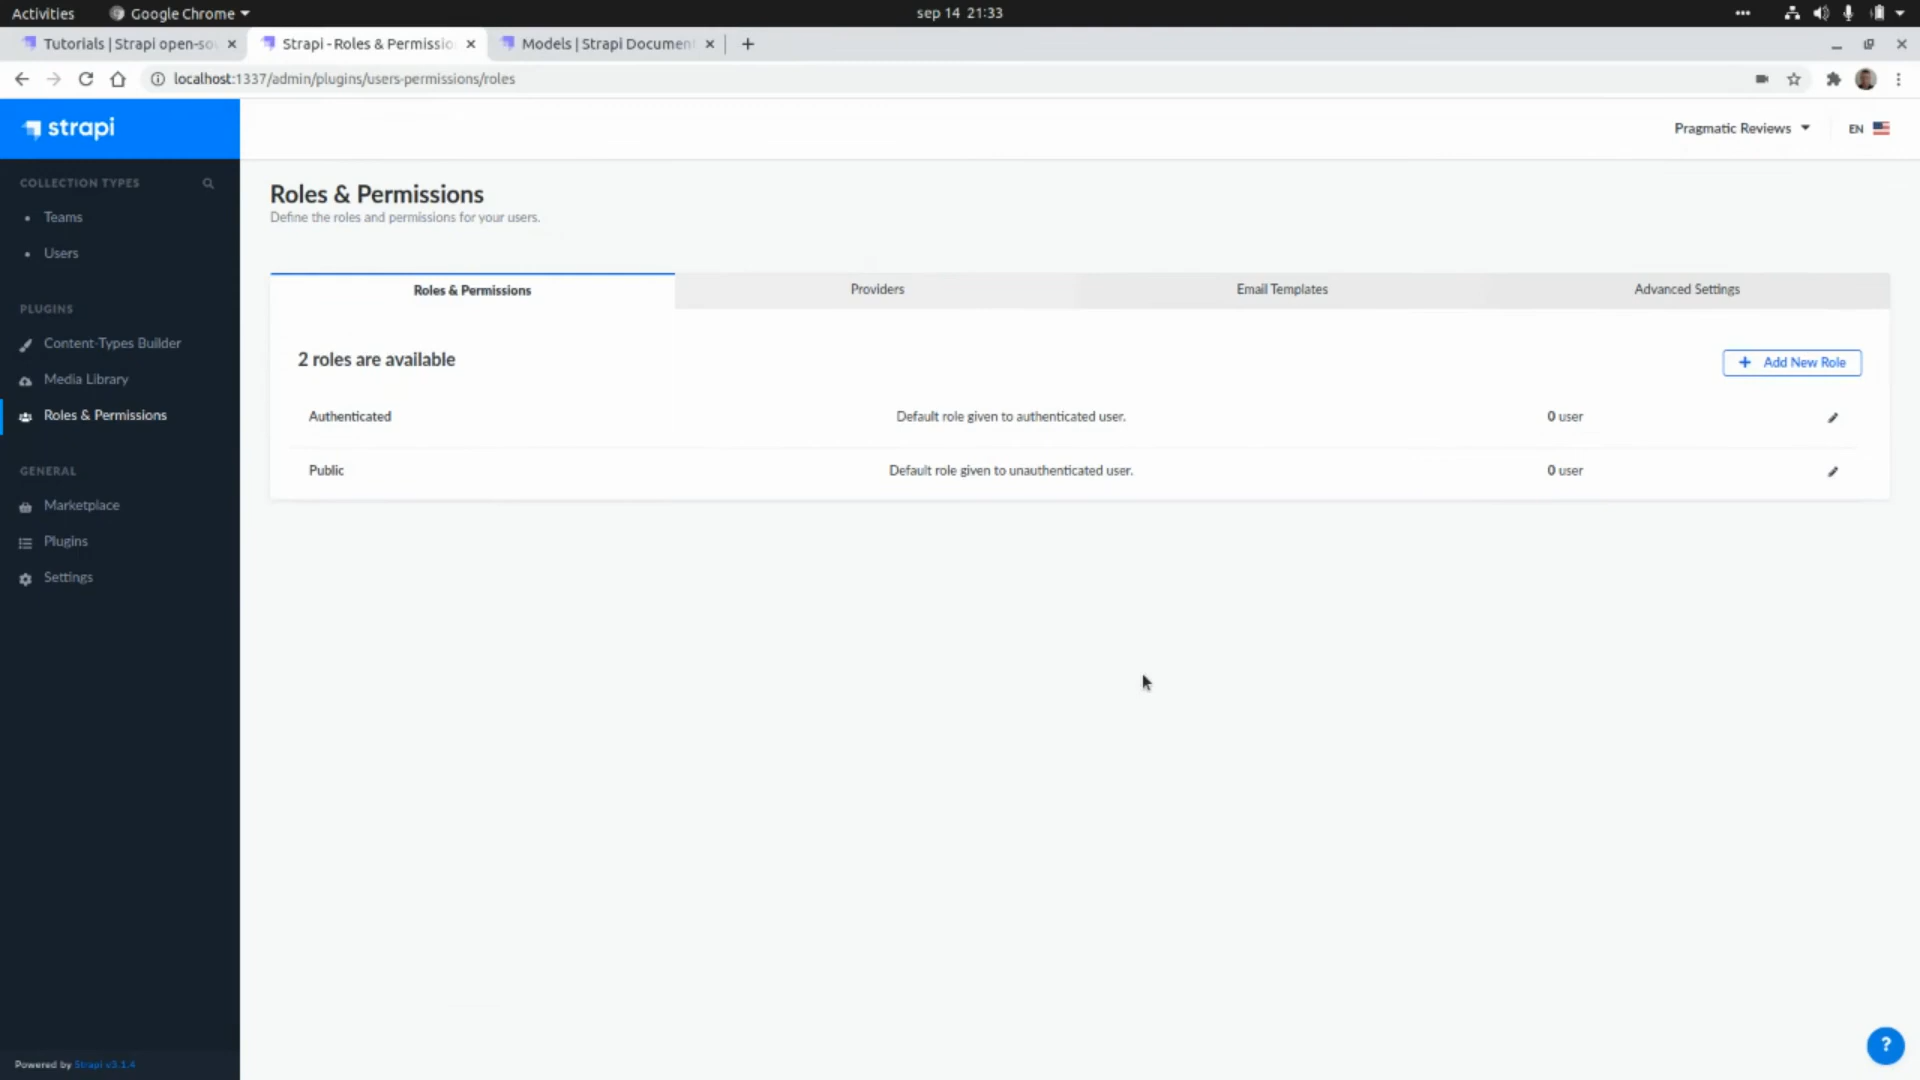 Activities
Google Chrome
sep 14 21:33
Tutorials | Strapi open-so
Strapi - Roles & Permissio
Models | Strapi Document
localhost:1337/admin/plugins/users-permissions/roles
strapi
Pragmatic Reviews
EN
COLLECTION TYPES
Teams
Users
PLUGINS
Content-Types Builder
Media Library
Roles & Permissions
GENERAL
Marketplace
Plugins
Settings
Powered by Strapi v3.1.4
Roles & Permissions
Define the roles and permissions for your users.
Roles & Permissions
Providers
Email Templates
Advanced Settings
2 roles are available
+ Add New Role
Authenticated
Default role given to authenticated user.
0 user
Public
Default role given to unauthenticated user.
0 user
?